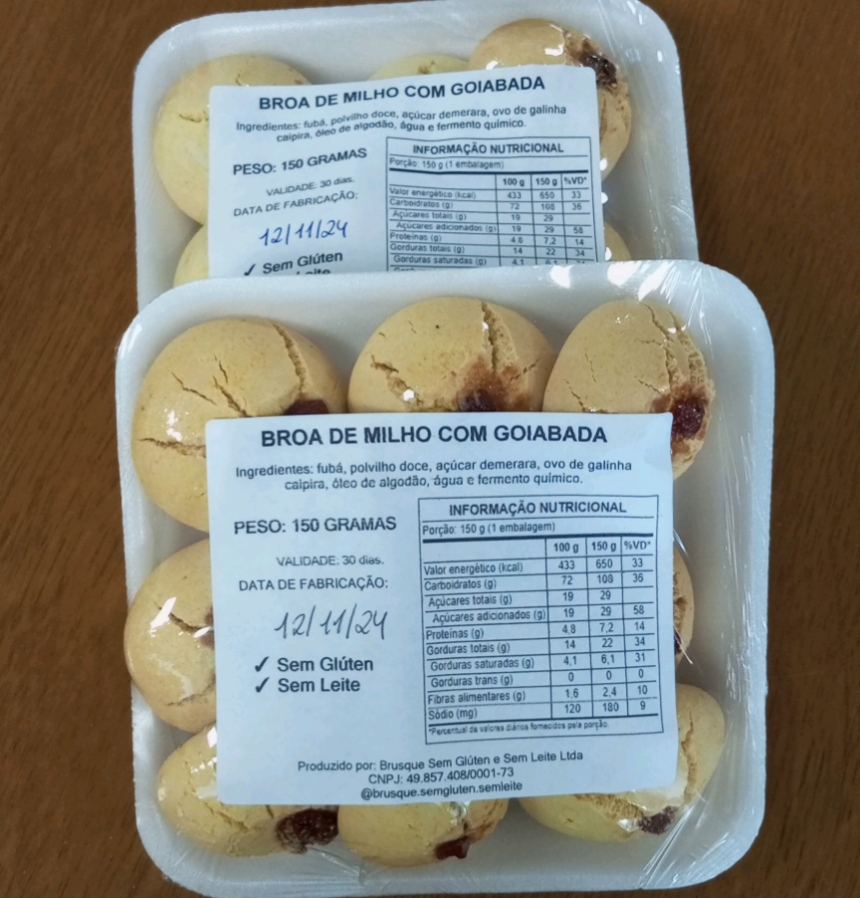 BROA DE MILHO COM GOIABADA
Ingredientes: fubá, polvilho doce, açúcar demerara, ovo de galinha
caipira, óleo de algodão, água e fermento químico.
PESO: 150 GRAMAS
VALIDADE: 30 dias.
DATA DE FABRICAÇÃO:
12/11/24
✓ Sem Glúten
INFORMAÇÃO NUTRICIONAL
Porção: 150 g (1 embalagem)
100 g 150 g %VD*
Valor energético (kcal) 433 650 33
Carboidratos (g) 72 108 36
Açúcares totais (g) 19 29
Açúcares adicionados (g) 19 29 58
Proteínas (g) 4,8 7,2 14
Gorduras totais (g) 14 22 34
Gorduras saturadas (g) 4,1
BROA DE MILHO COM GOIABADA
Ingredientes: fubá, polvilho doce, açúcar demerara, ovo de galinha
caipira, óleo de algodão, água e fermento químico.
PESO: 150 GRAMAS
VALIDADE: 30 dias.
DATA DE FABRICAÇÃO:
12/11/24
✓ Sem Glúten
✓ Sem Leite
INFORMAÇÃO NUTRICIONAL
Porção: 150 g (1 embalagem)
100 g 150 g %VD*
Valor energético (kcal) 433 650 33
Carboidratos (g) 72 108 36
Açúcares totais (g) 19 29
Açúcares adicionados (g) 19 29 58
Proteínas (g) 4,8 7,2 14
Gorduras totais (g) 14 22 34
Gorduras saturadas (g) 4,1 6,1 31
Gorduras trans (g) 0 0 0
Fibras alimentares (g) 1,6 2,4 10
Sódio (mg) 120 180 9
*Percentual de valores diários fornecidos pela porção.
Produzido por: Brusque Sem Glúten e Sem Leite Ltda
CNPJ: 49.857.408/0001-73
@brusque.semgluten.semleite